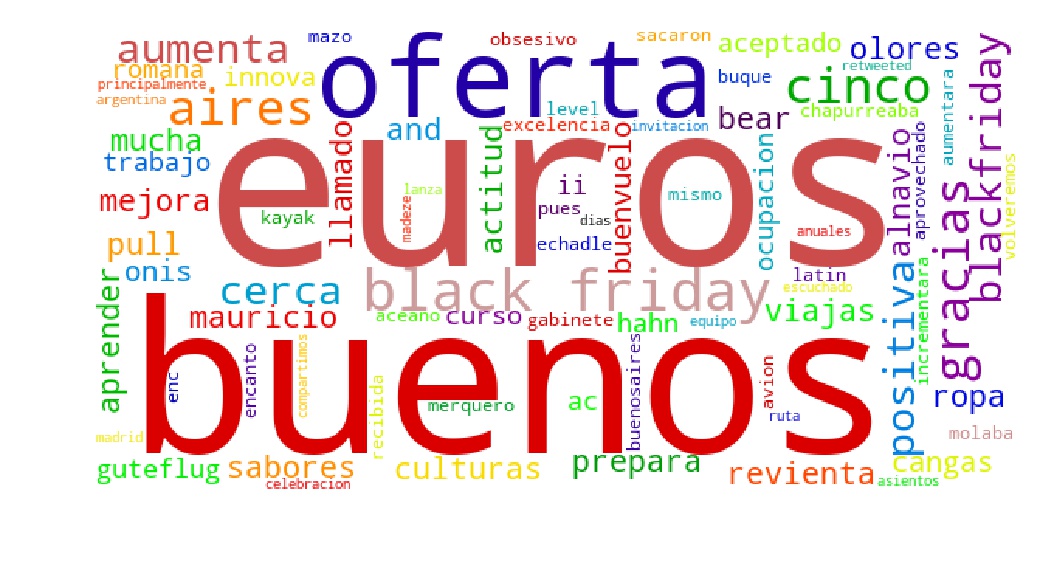 mazo
obsesivo
sacaron
aumenta
oferta
aceptado
olores
blackfriday
romana
innova
buque
retweeted
principalmente
cinco
aumentara
argentina
aires
level
bear
chapurreaba
mucha
and
excelencia
invitacion
llamado
actitud
buenvuelo
ocupacion
alnavio
aprovechado
trabajo
euros
volveremos
mejora
lanza
madeze
ii
mismo
gracias
kayak
pues
dias
anuales
pull
echadle
onis
latin
aprender
cerca
black friday
escuchado
positiva
incrementara
mauricio
aceano
curso
gabinete
hahn
equipo
viajas
buenos
enc
encanto
compartimos
recibida
merquero
ac
buenosaires
avion
ruta
ropa
madrid
molaba
guteflug
sabores
culturas
prepara
revienta
cangas
celebracion
asientos